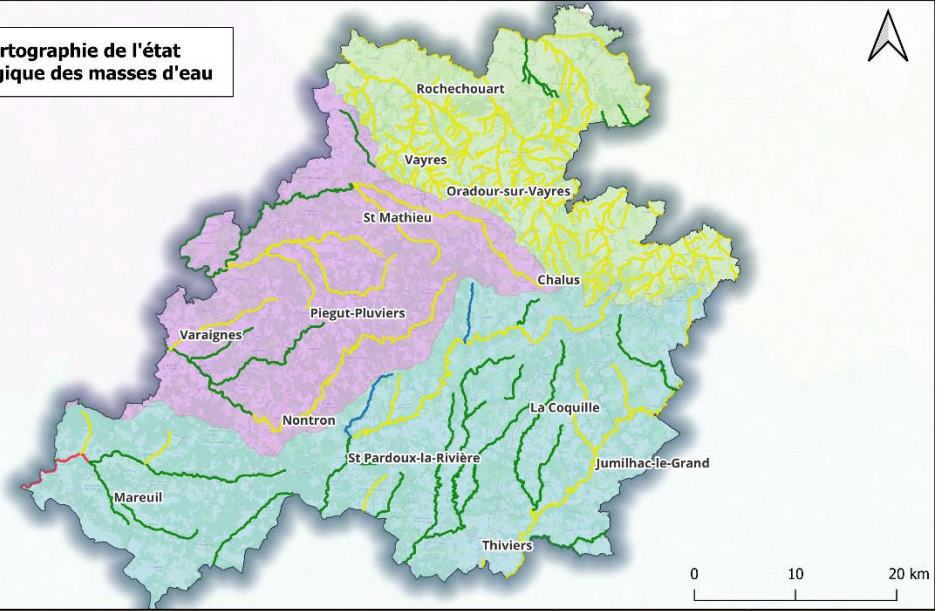 rtographie de l'état
gique des masses d'eau
Rochechouart
Vayres
Oradour-sur-Vayres
St Mathieu
Chalus
Piegut-Pluviers
Varaignes
La Coquille
Nontron
St Pardoux-la-Rivière
Jumilhac-le-Grand
Mareuil
Thiviers
0 10 20 km